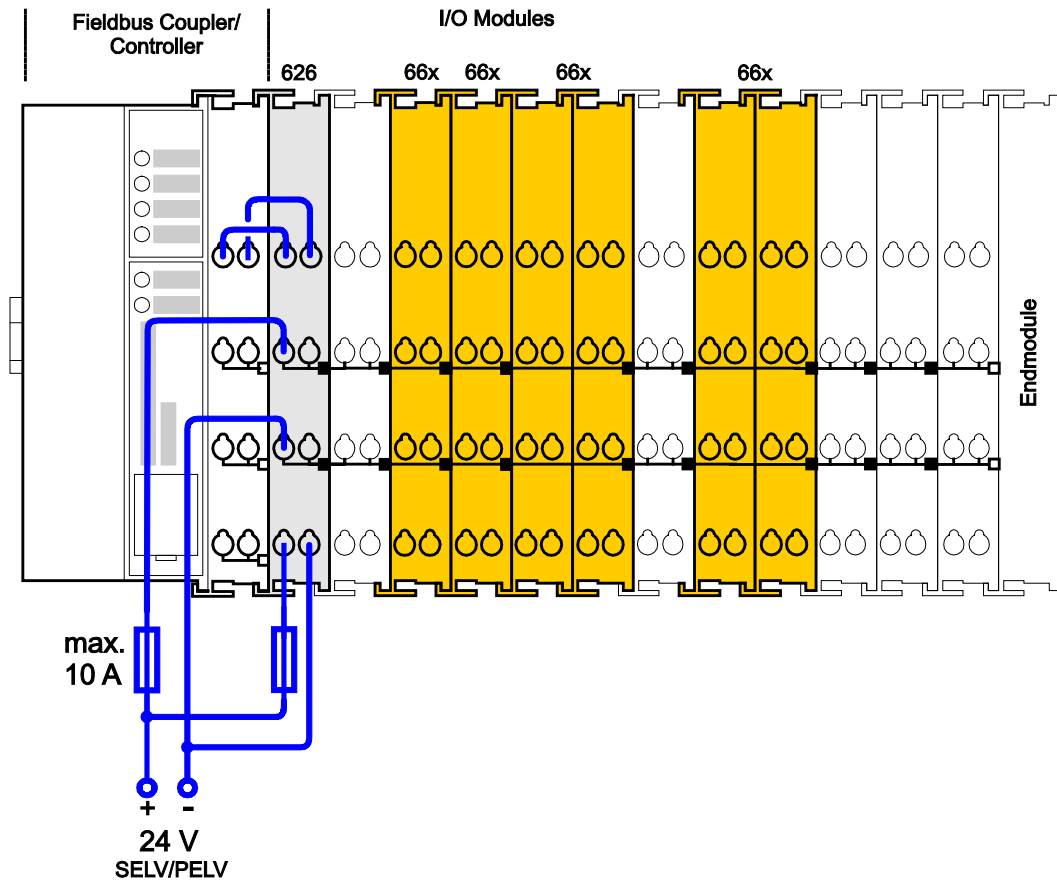 Fieldbus Coupler/
Controller
I/O Modules
626
66x
66x
66x
66x
Endmodule
max.
10 A
+
-
24 V
SELV/PELV